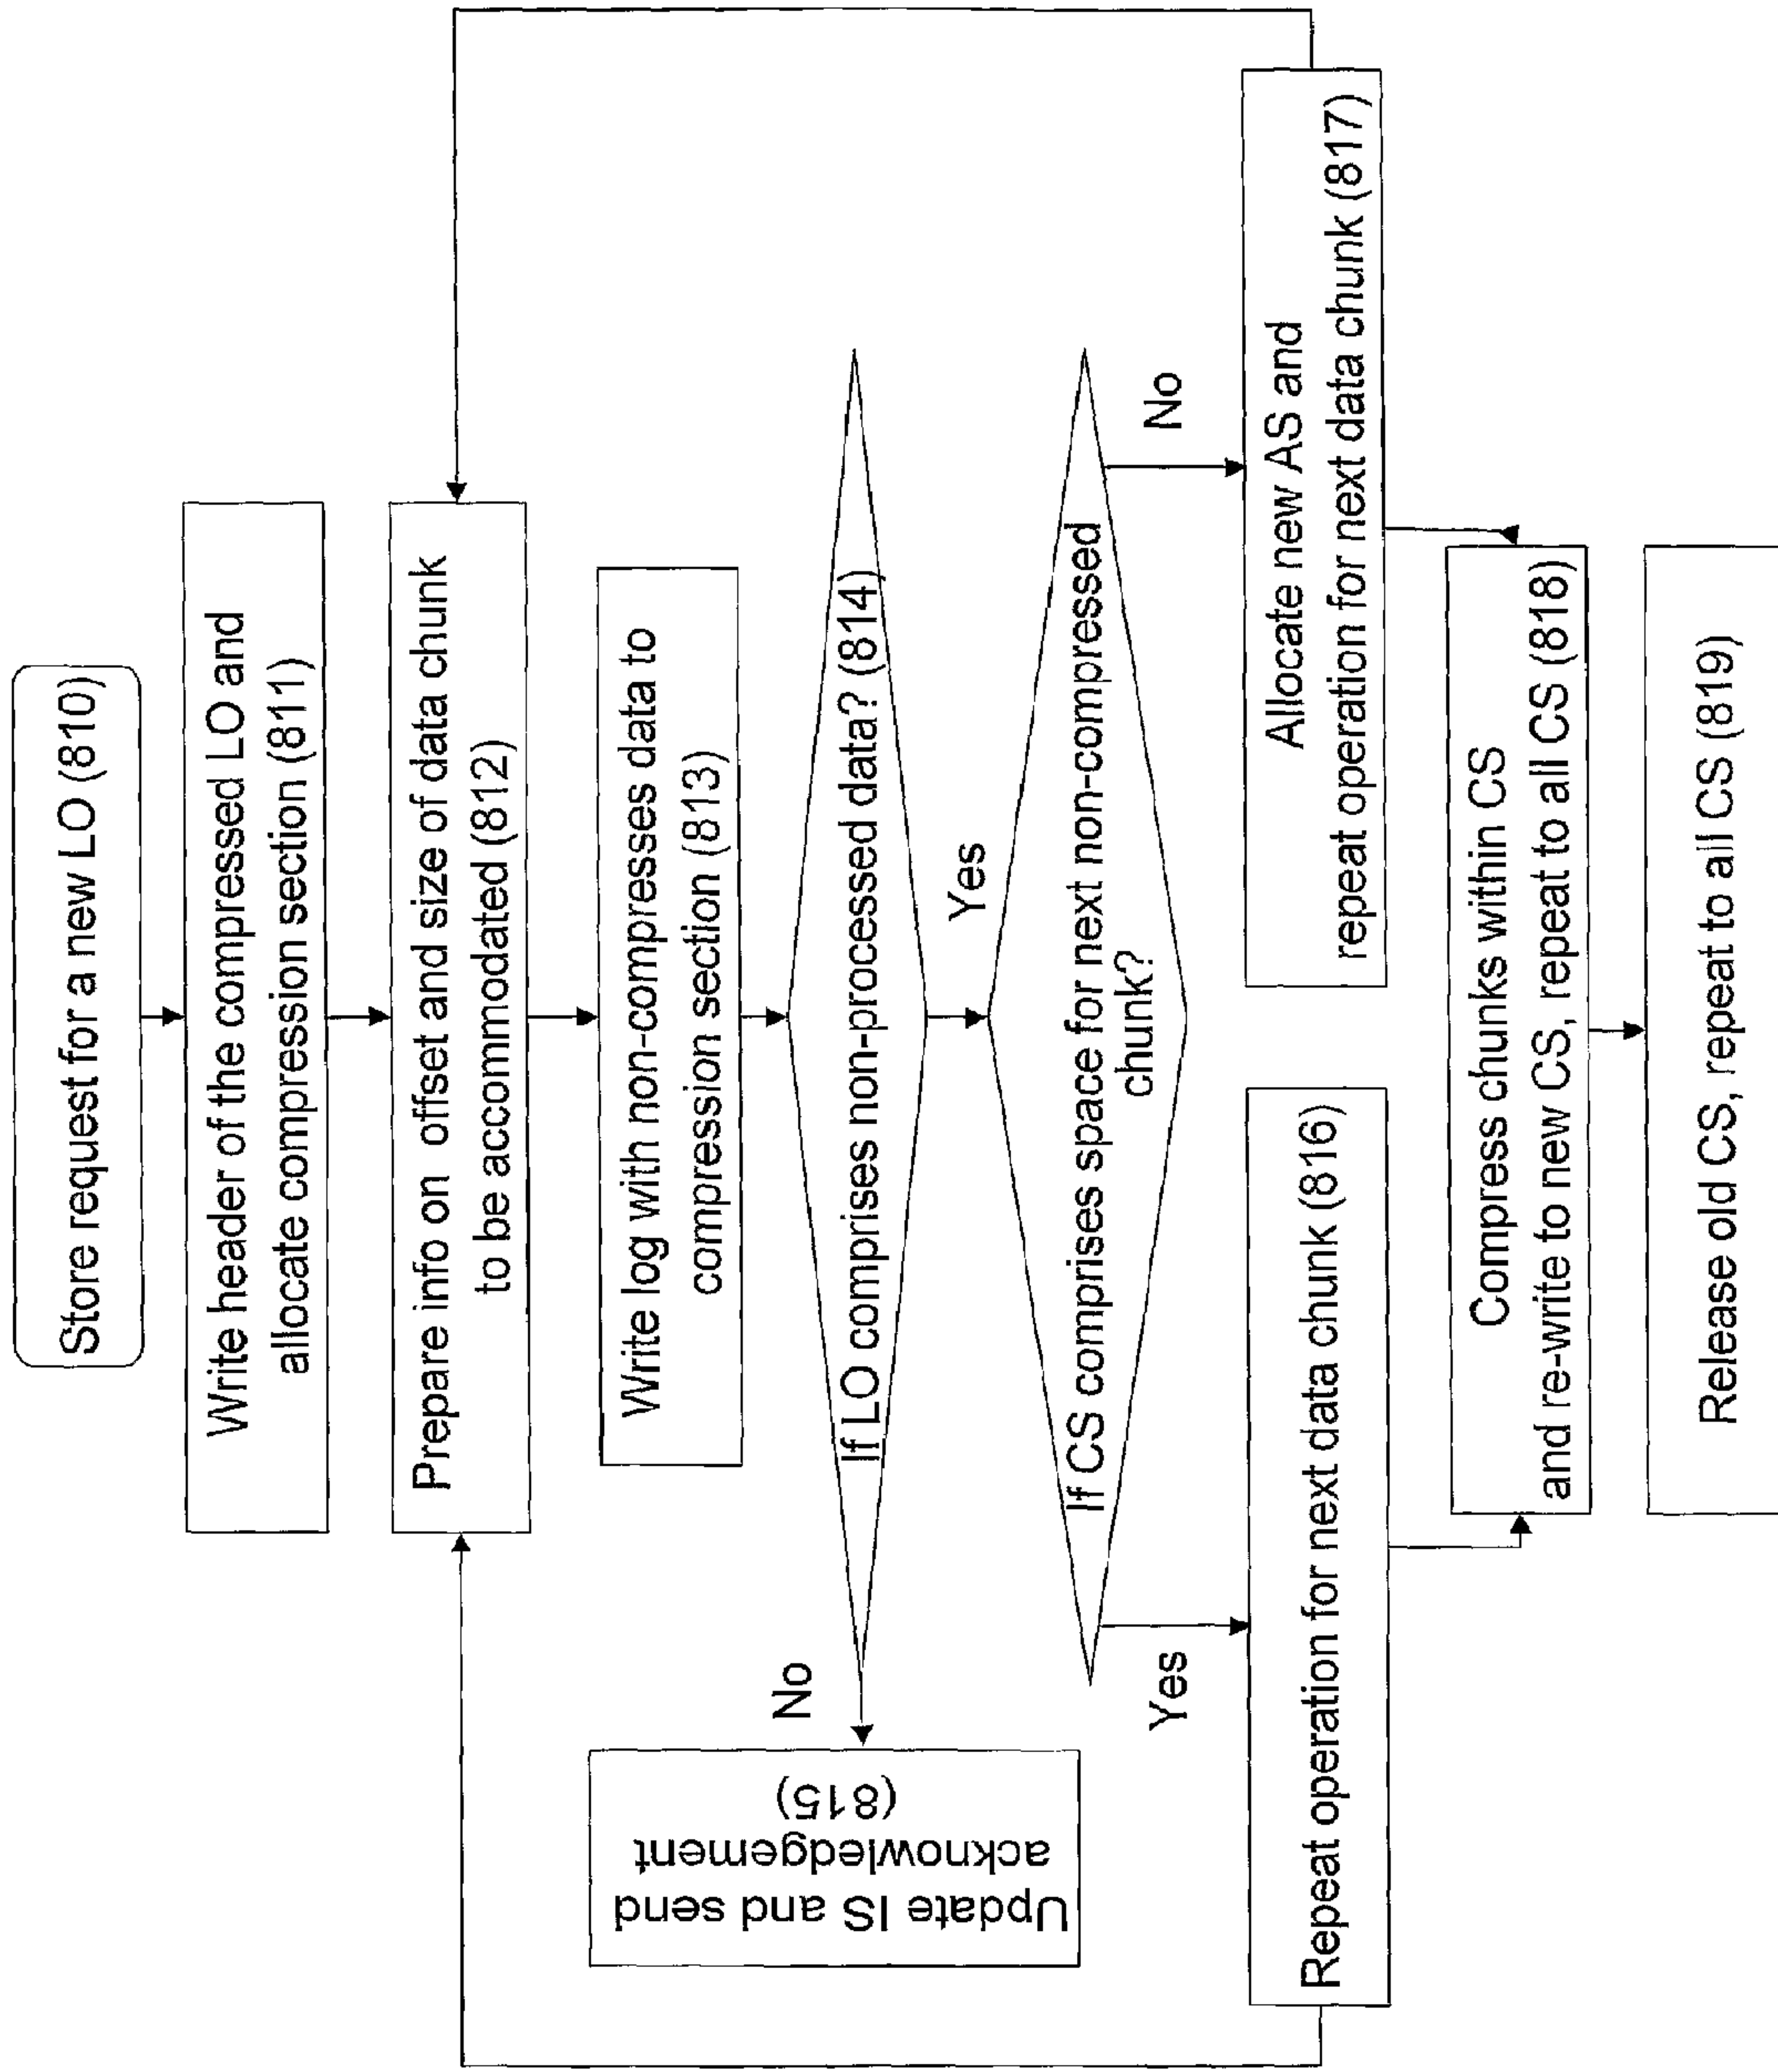 Store request for a new LO (810)
Write header of the compressed LO and
allocate compression section (811)
Prepare info on offset and size of data chunk
to be accommodated (812)
Write log with non-compresses data to
compression section (813)
If LO comprises non-processed data? (814)
No
Update IS and send
acknowledgement
(815)
Yes
If CS comprises space for next non-compressed
chunk?
Yes
No
Repeat operation for next data chunk (816)
Allocate new AS and
repeat operation for next data chunk (817)
Compress chunks within CS
and re-write to new CS, repeat to all CS (818)
Release old CS, repeat to all CS (819)